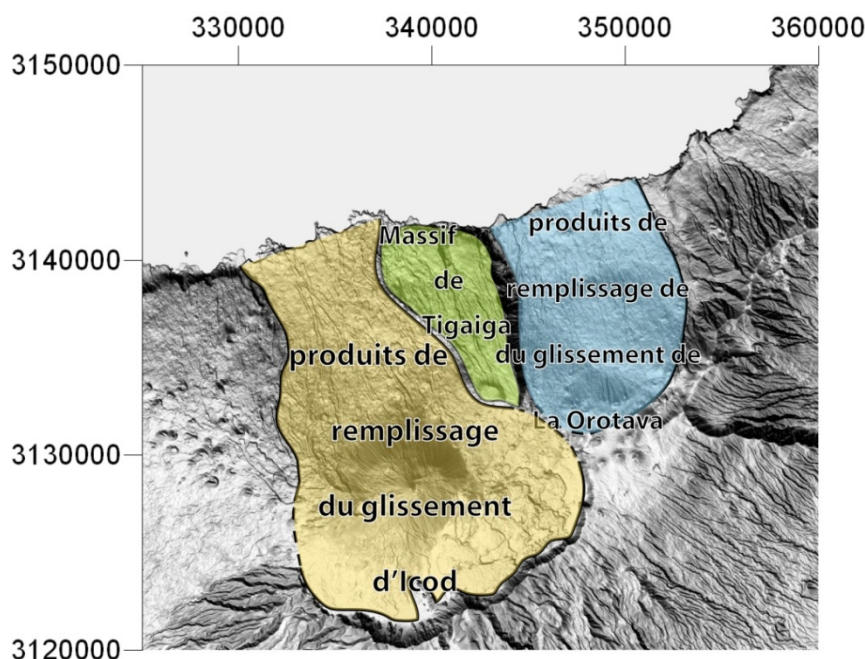 330000 340000 350000 360000
3150000
3140000
3130000
3120000
Massif
de
Tigaiga
produits de
remplissage de
du glissement de
La Orotava
produits de
remplissage
du glissement
d'Icod